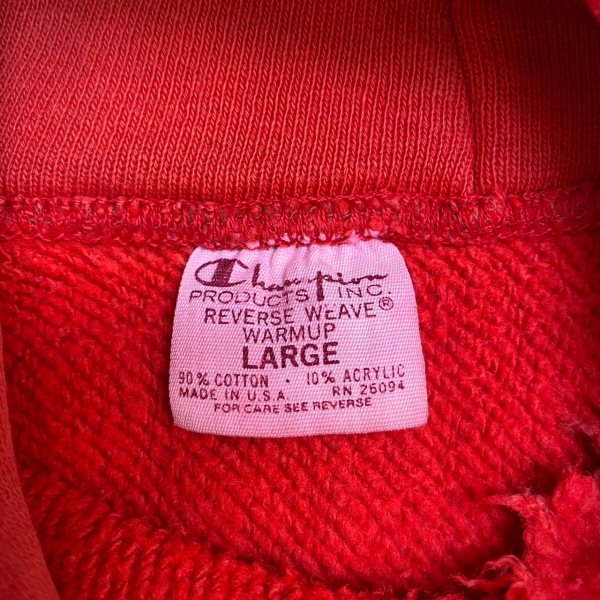 Champion
PRODUCTS INC.
REVERSE WEAVE®
WARMUP
LARGE
90% COTTON · 10% ACRYLIC
MADE IN U.S.A. RN 26094
FOR CARE SEE REVERSE